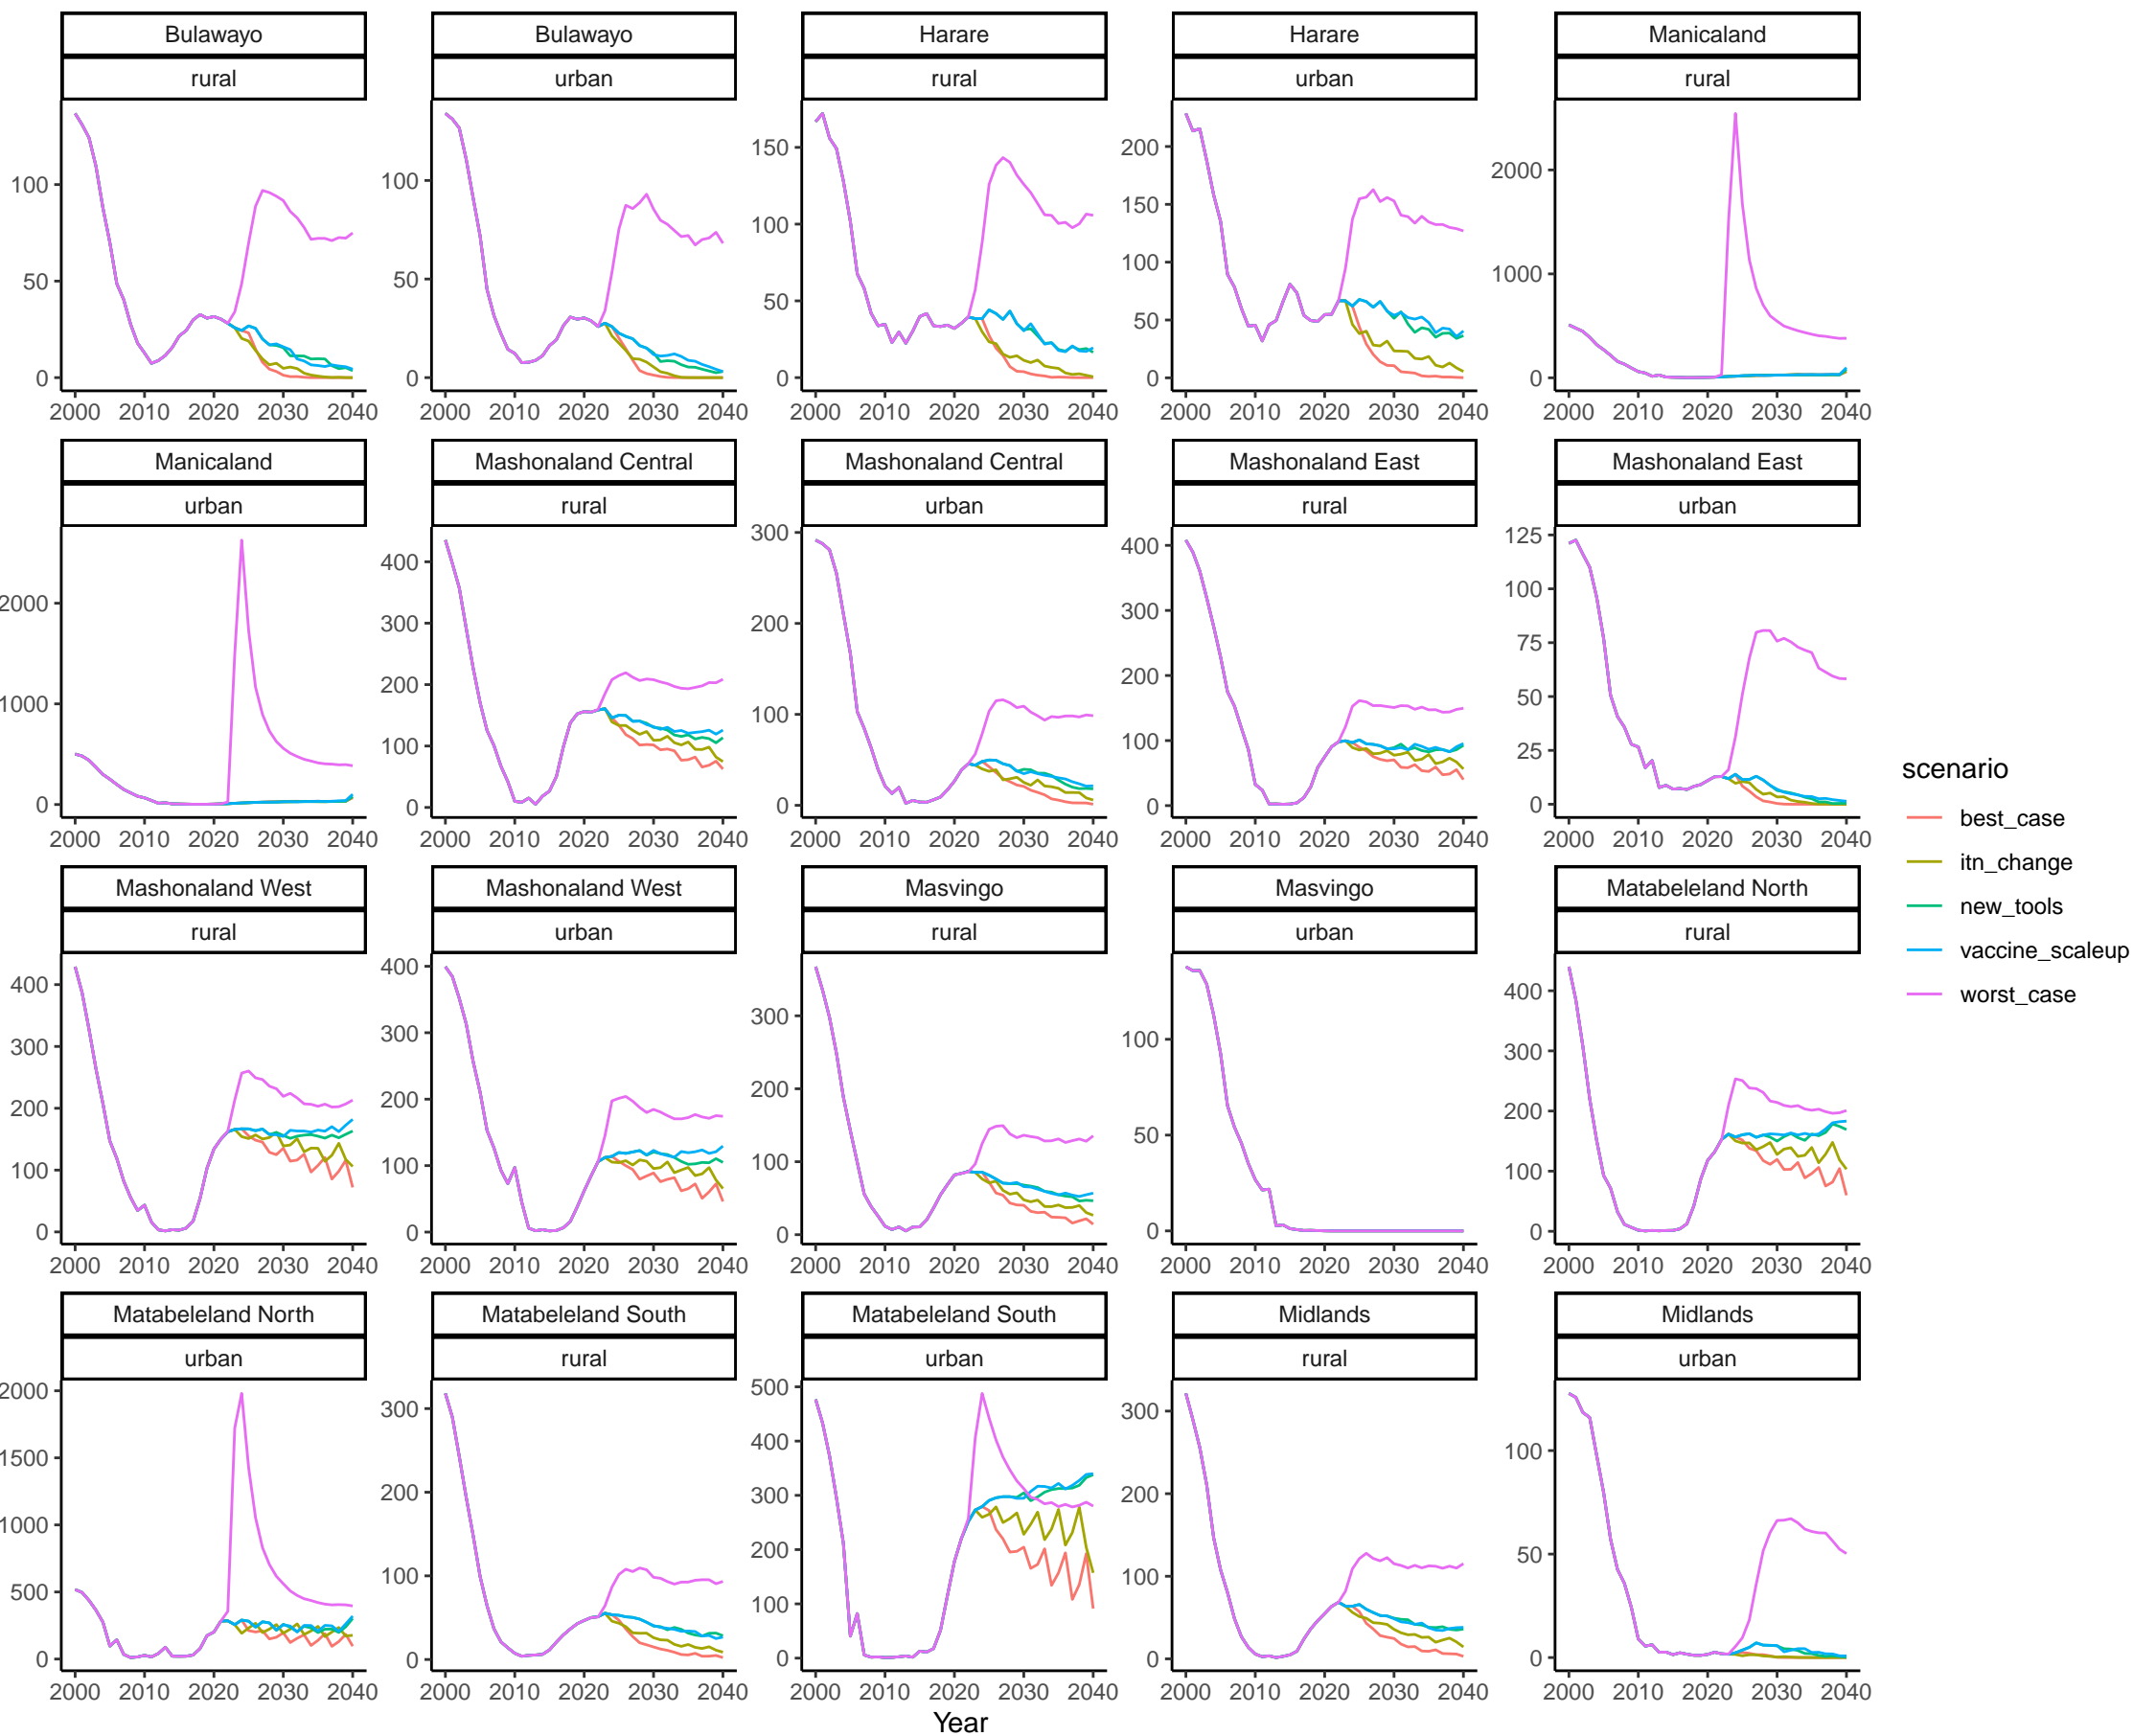 Bulawayo
rural
Bulawayo
urban
Harare
rural
Harare
urban
Manicaland
rural
100
50
0
2000 2010 2020 2030 2040
100
50
0
2000 2010 2020 2030 2040
150
100
50
0
2000 2010 2020 2030 2040
200
150
100
50
0
2000 2010 2020 2030 2040
2000
1000
0
2000 2010 2020 2030 2040
Manicaland
urban
Mashonaland Central
rural
Mashonaland Central
urban
Mashonaland East
rural
Mashonaland East
urban
2000
1000
0
2000 2010 2020 2030 2040
400
300
200
100
0
2000 2010 2020 2030 2040
300
200
100
0
2000 2010 2020 2030 2040
400
300
200
100
0
2000 2010 2020 2030 2040
125
100
75
50
25
0
2000 2010 2020 2030 2040
Mashonaland West
rural
Mashonaland West
urban
Masvingo
rural
Masvingo
urban
Matabeleland North
rural
400
300
200
100
0
2000 2010 2020 2030 2040
400
300
200
100
0
2000 2010 2020 2030 2040
300
200
100
0
2000 2010 2020 2030 2040
100
50
0
2000 2010 2020 2030 2040
400
300
200
100
0
2000 2010 2020 2030 2040
Matabeleland North
urban
Matabeleland South
rural
Matabeleland South
urban
Midlands
rural
Midlands
urban
2000
1500
1000
500
0
2000 2010 2020 2030 2040
300
200
100
0
2000 2010 2020 2030 2040
500
400
300
200
100
0
2000 2010 2020 2030 2040
300
200
100
0
2000 2010 2020 2030 2040
100
50
0
2000 2010 2020 2030 2040
Year
scenario
best_case
itn_change
new_tools
vaccine_scaleup
worst_case